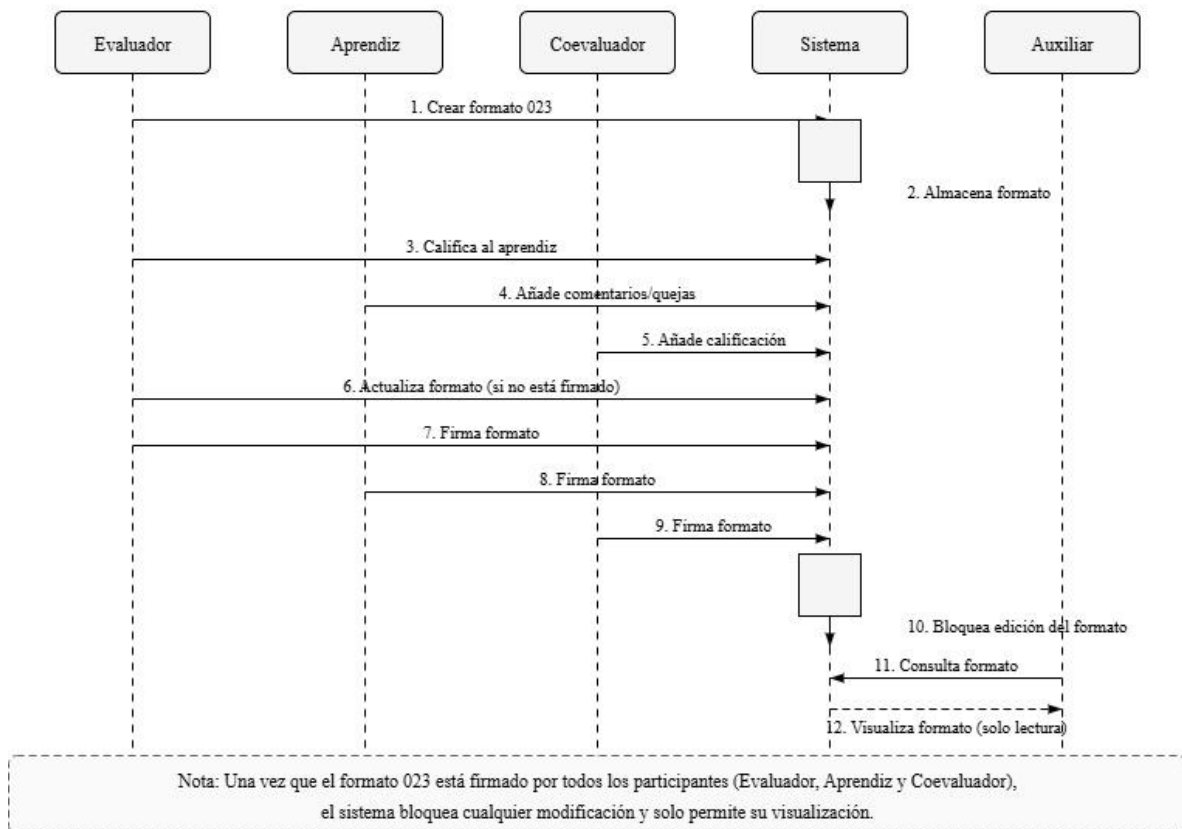 Evaluador
Aprendiz
Coevaluador
Sistema
Auxiliar
1. Crear formato 023
2. Almacena formato
3. Califica al aprendiz
4. Añade comentarios/quejas
5. Añade calificación
6. Actualiza formato (si no está firmado)
7. Firma formato
8. Firma formato
9. Firma formato
10. Bloquea edición del formato
11. Consulta formato
12. Visualiza formato (solo lectura)
Nota: Una vez que el formato 023 está firmado por todos los participantes (Evaluador, Aprendiz y Coevaluador),
el sistema bloquea cualquier modificación y solo permite su visualización.